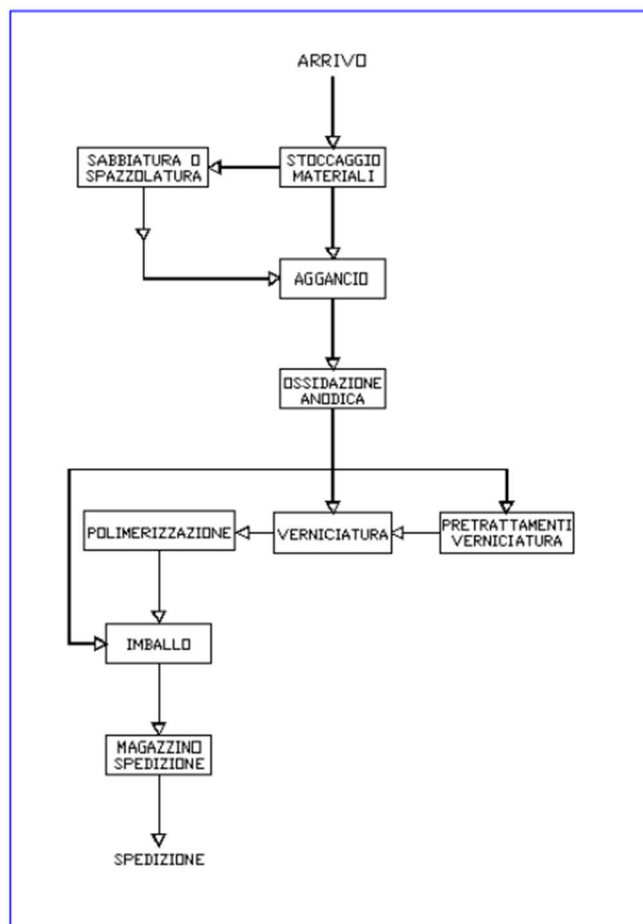 ARRIVO
SABBIATURA O
SPAZZOLATURA
STOCCAGGIO
MATERIALI
AGGANCIO
OSSIDAZIONE
ANODICA
POLIMERIZZAZIONE
VERNICIATURA
PRETRATTAMENTI
VERNICIATURA
IMBALLO
MAGAZZINO
SPEDIZIONE
SPEDIZIONE